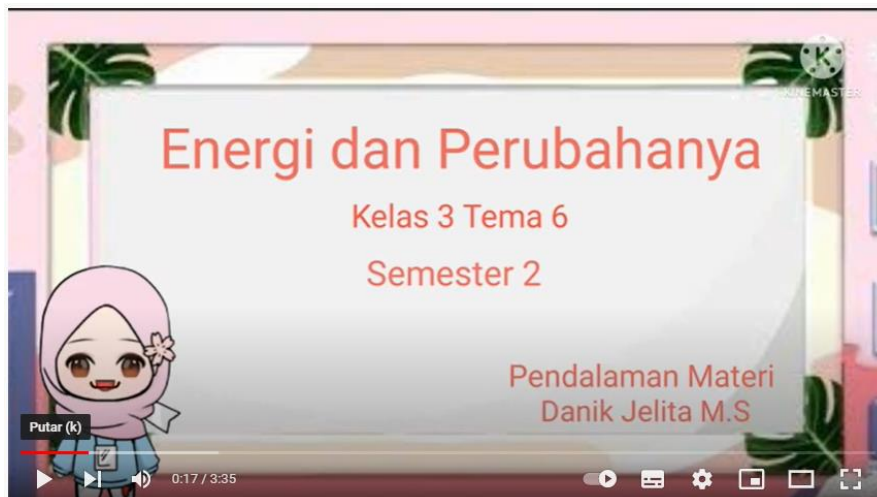 K
KINEMASTER
Energi dan Perubahanya
Kelas 3 Tema 6
Semester 2
Pendalaman Materi
Danik Jelita M.S
Putar (k)
0:17 / 3:35